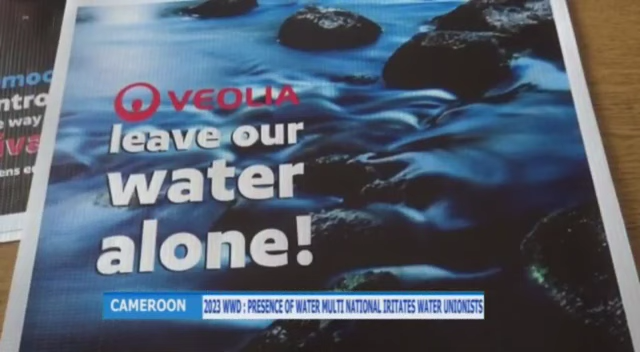 VEOLIA
leave our
water
alone!
CAMEROON
2023 WWD : PRESENCE OF WATER MULTI NATIONAL IRITATES WATER UNIONISTS